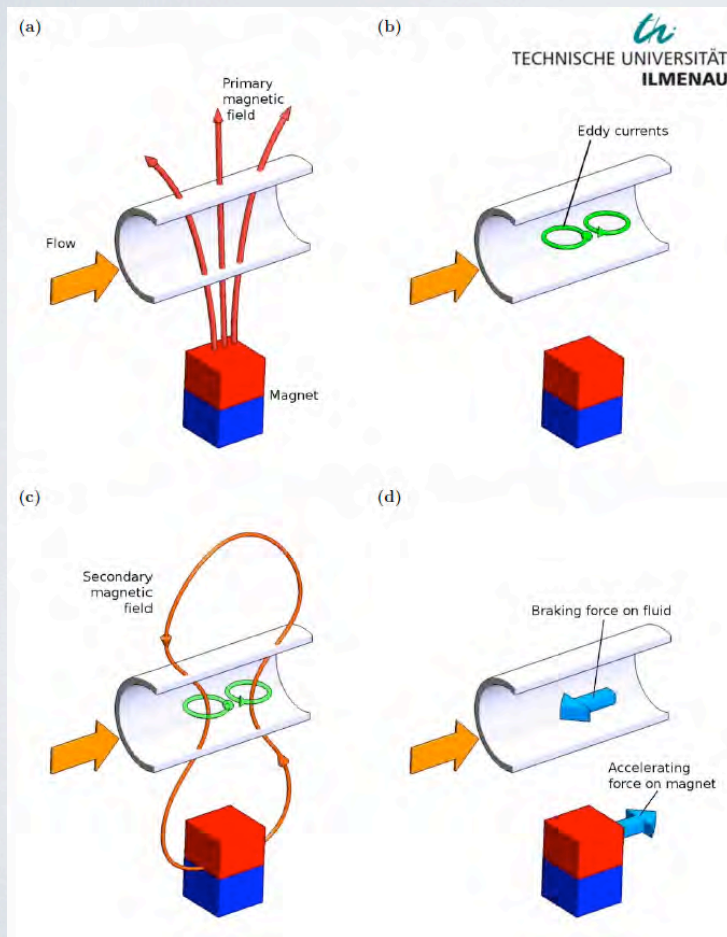 (a)
(b)
th
TECHNISCHE UNIVERSITÄT
ILMENAU
Primary
magnetic
field
Flow
Magnet
Eddy currents
(c)
(d)
Secondary
magnetic
field
Braking force on fluid
Accelerating
force on magnet